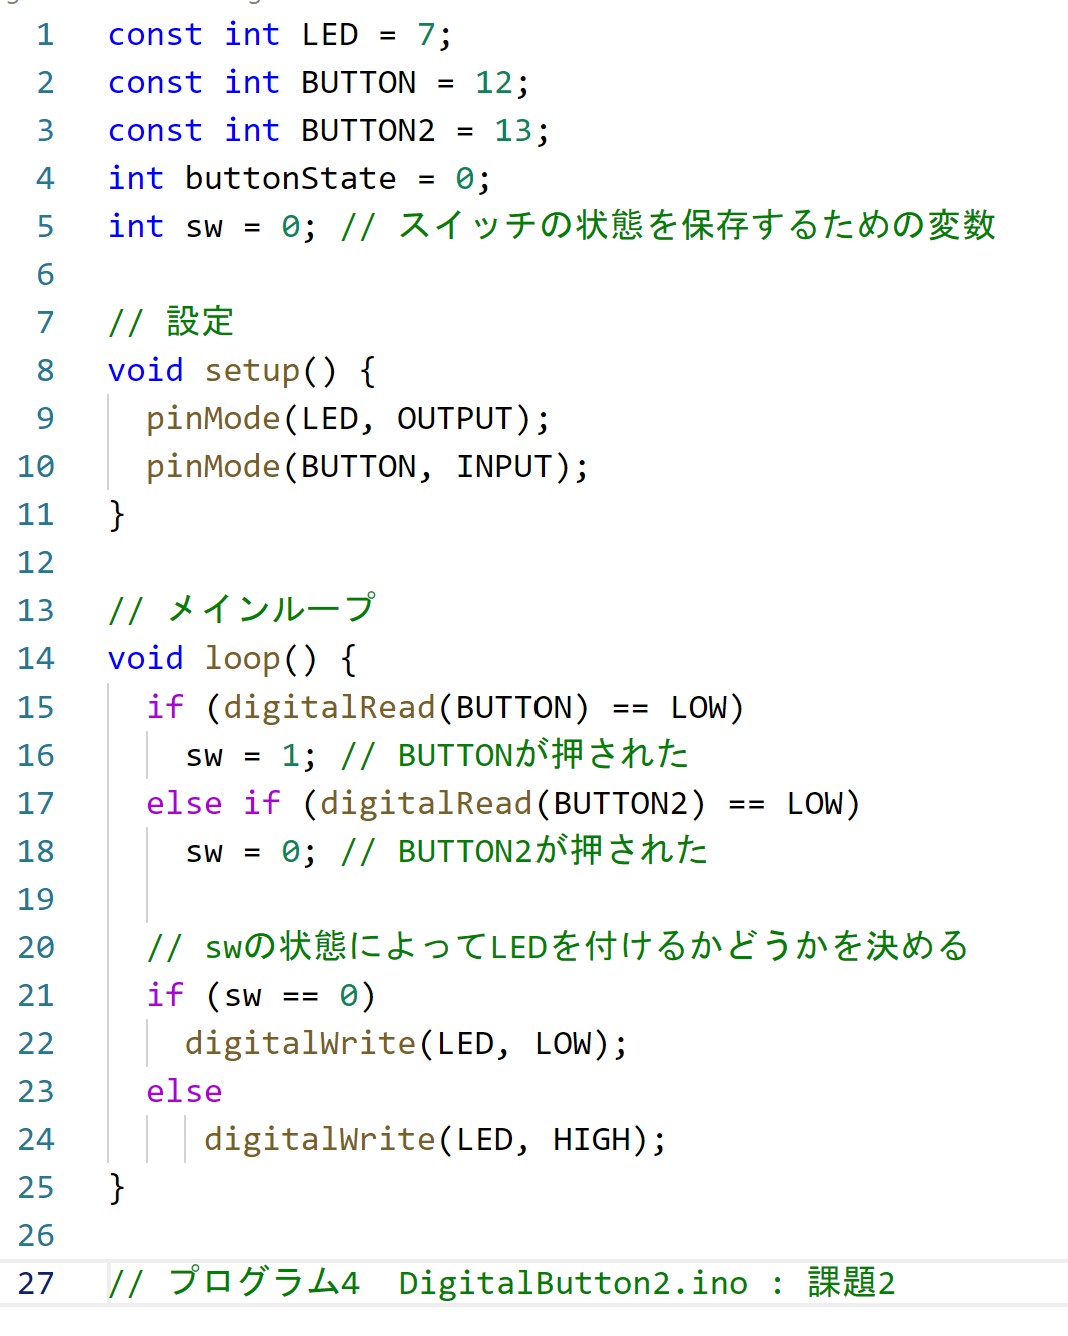 1 const int LED = 7;
2 const int BUTTON = 12;
3 const int BUTTON2 = 13;
4 int buttonState = 0;
5 int sw = 0; // スイッチの状態を保存するための変数
6
7 // 設定
8 void setup() {
9 pinMode(LED, OUTPUT);
10 pinMode(BUTTON, INPUT);
11 }
12
13 // メインループ
14 void loop() {
15 if (digitalRead(BUTTON) == LOW)
16 sw = 1; // BUTTONが押された
17 else if (digitalRead(BUTTON2) == LOW)
18 sw = 0; // BUTTON2が押された
19
20 // swの状態によってLEDを付けるかどうかを決める
21 if (sw == 0)
22 digitalWrite(LED, LOW);
23 else
24 digitalWrite(LED, HIGH);
25 }
26
27 // プログラム4  DigitalButton2.ino : 課題2